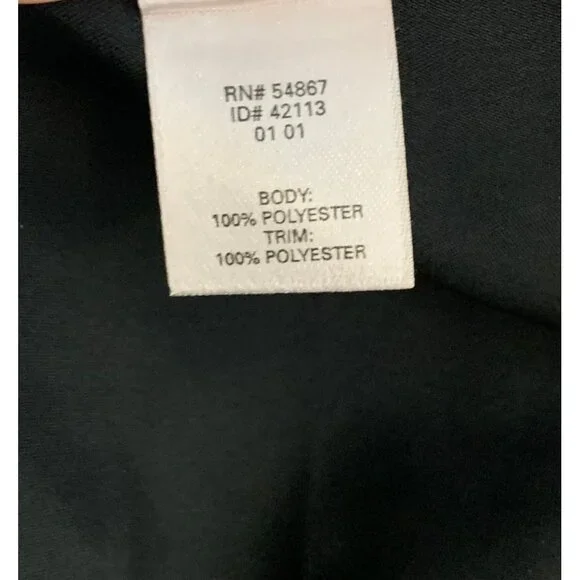 RN# 54867
ID# 42113
01 01
BODY:
100% POLYESTER
TRIM:
100% POLYESTER